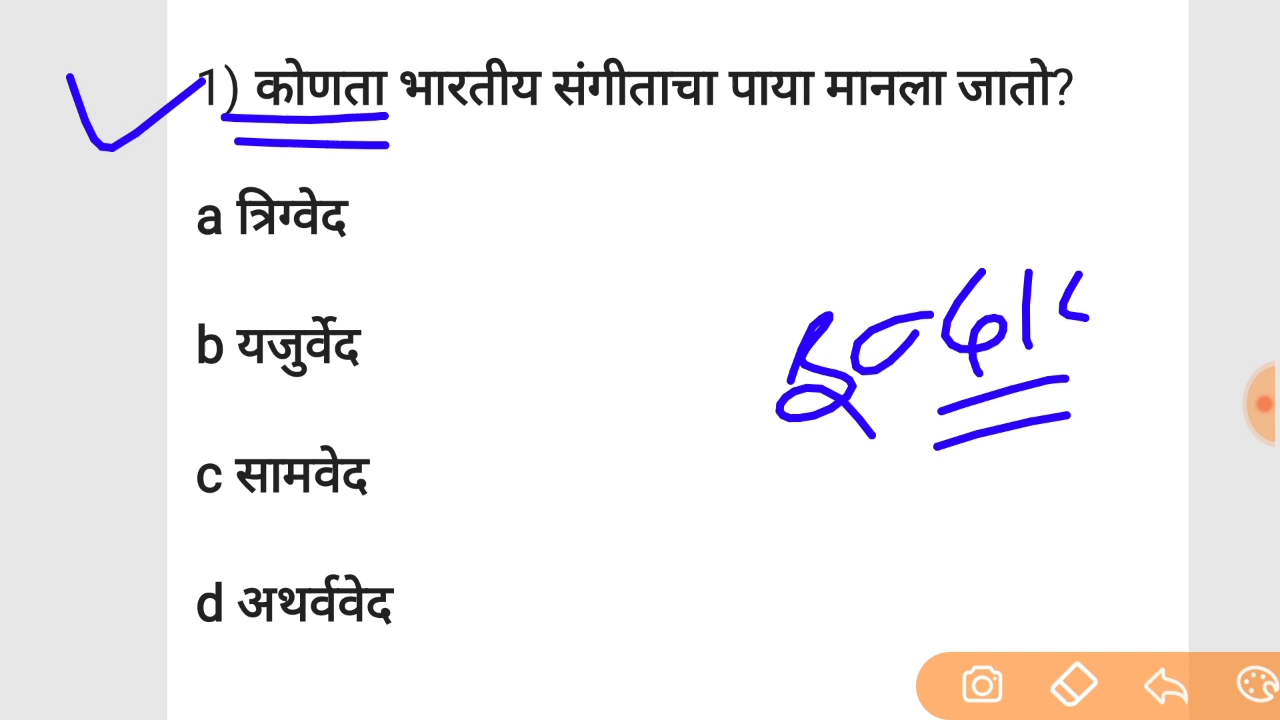 1) कोणता भारतीय संगीताचा पाया मानला जातो?
a त्रिग्वेद
b यजुर्वेद
c सामवेद
d अथर्ववेद